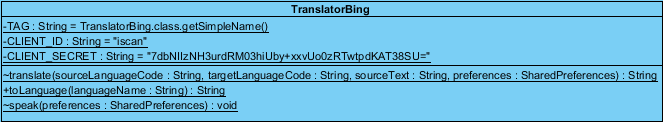 TranslatorBing
-TAG : String = TranslatorBing.class.getSimpleName()
-CLIENT_ID : String = "iscan"
-CLIENT_SECRET : String = "7dbNIIzNH3urdRM03hiUby+xxvUo0zRTwtpdKAT38SU="
~translate(sourceLanguageCode : String, targetLanguageCode : String, sourceText : String, preferences : SharedPreferences) : String
+toLanguage(languageName : String) : String
~speak(preferences : SharedPreferences) : void